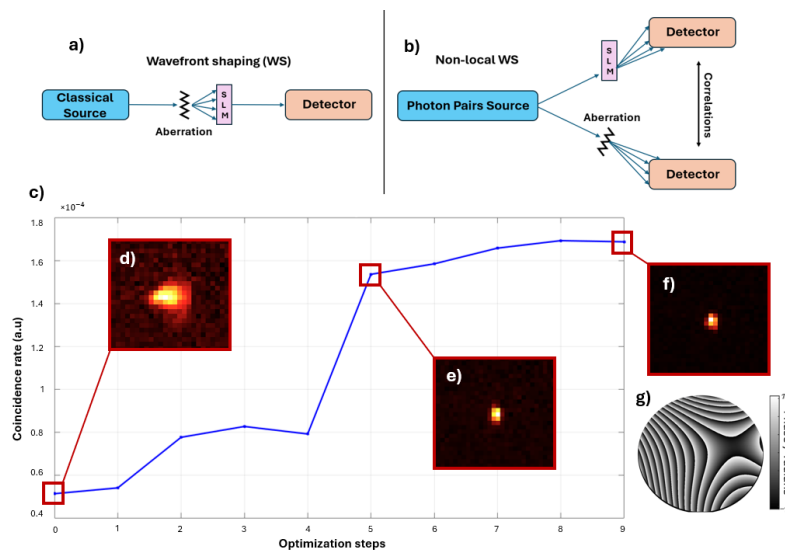 a)
Wavefront shaping (WS)
Classical
Source
Aberration
S
L
M
Detector
b)
Non-local WS
Photon Pairs Source
S
L
M
Aberration
Detector
Correlations
Detector
c)
×10⁻⁴
1.8
1.6
1.4
1.2
1
0.8
0.6
0.4
Coincidence rate (a.u)
0
1
2
3
4
5
6
7
8
9
Optimization steps
d)
e)
f)
g)